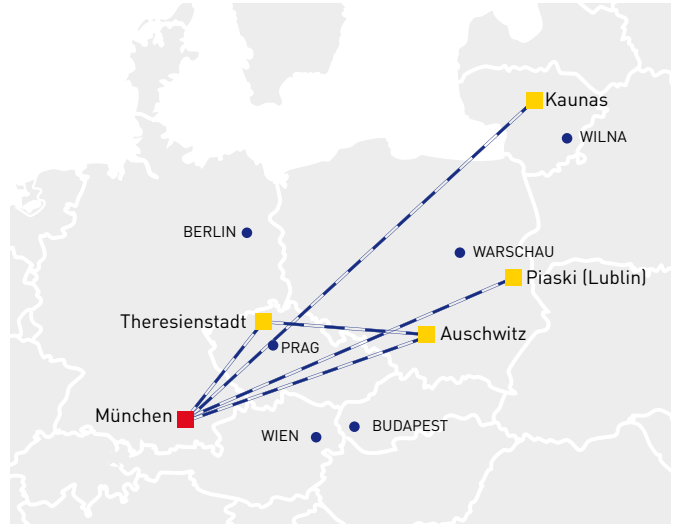 Kaunas
WILNA
BERLIN
WARSCHAU
Piaski (Lublin)
Theresienstadt
Auschwitz
PRAG
München
BUDAPEST
WIEN